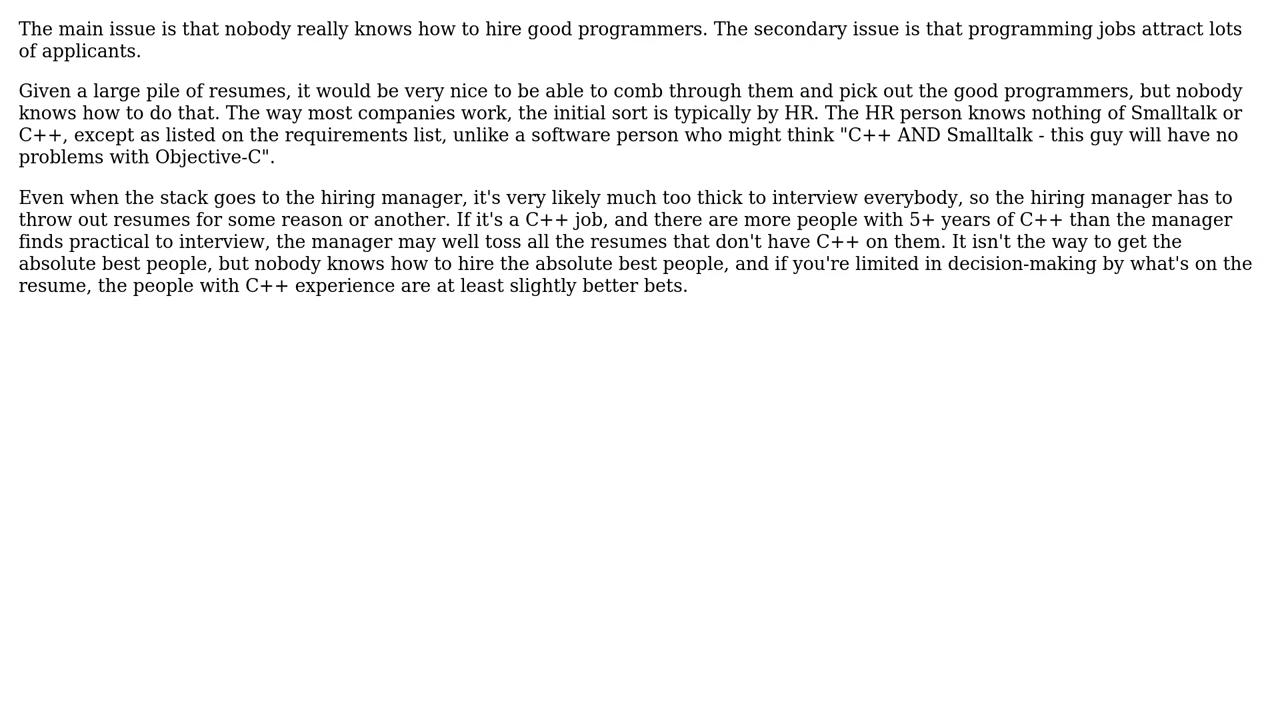 The main issue is that nobody really knows how to hire good programmers. The secondary issue is that programming jobs attract lots
of applicants.
Given a large pile of resumes, it would be very nice to be able to comb through them and pick out the good programmers, but nobody
knows how to do that. The way most companies work, the initial sort is typically by HR. The HR person knows nothing of Smalltalk or
C++, except as listed on the requirements list, unlike a software person who might think "C++ AND Smalltalk - this guy will have no
problems with Objective-C".
Even when the stack goes to the hiring manager, it's very likely much too thick to interview everybody, so the hiring manager has to
throw out resumes for some reason or another. If it's a C++ job, and there are more people with 5+ years of C++ than the manager
finds practical to interview, the manager may well toss all the resumes that don't have C++ on them. It isn't the way to get the
absolute best people, but nobody knows how to hire the absolute best people, and if you're limited in decision-making by what's on the
resume, the people with C++ experience are at least slightly better bets.